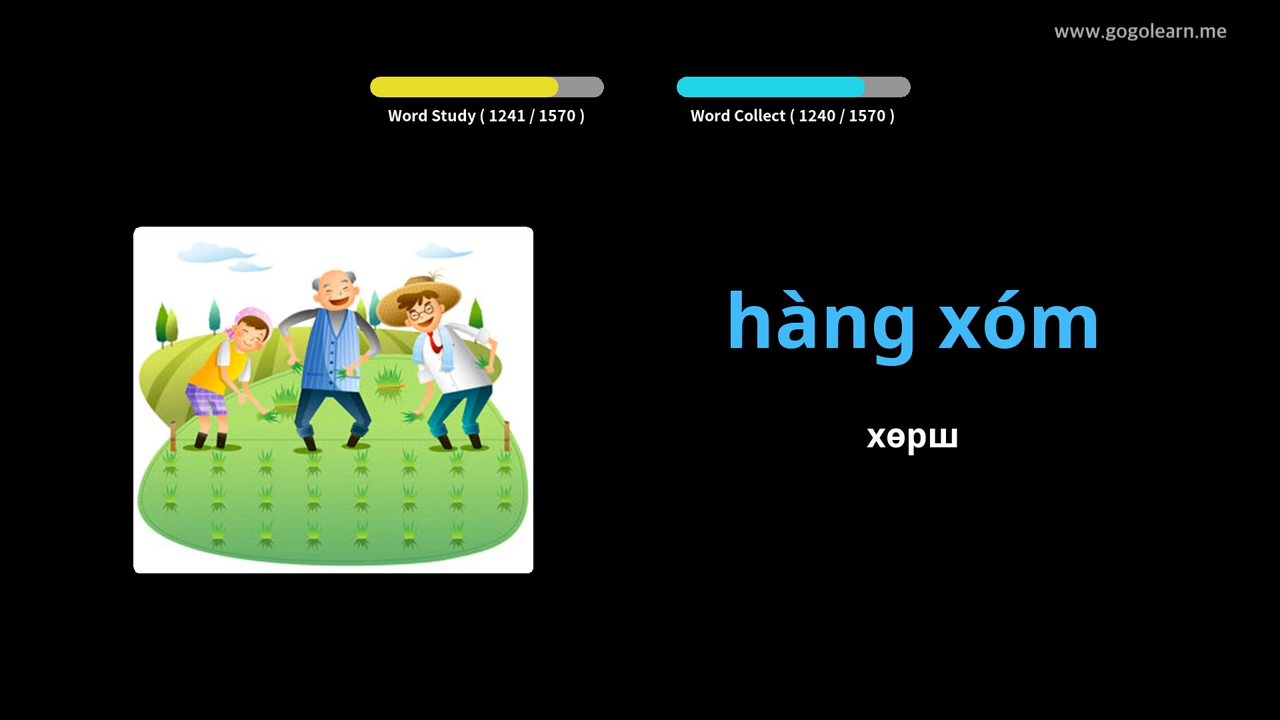 www.gogolearn.me
Word Study ( 1241 / 1570 )
Word Collect ( 1240 / 1570 )
hàng xóm
хөрш